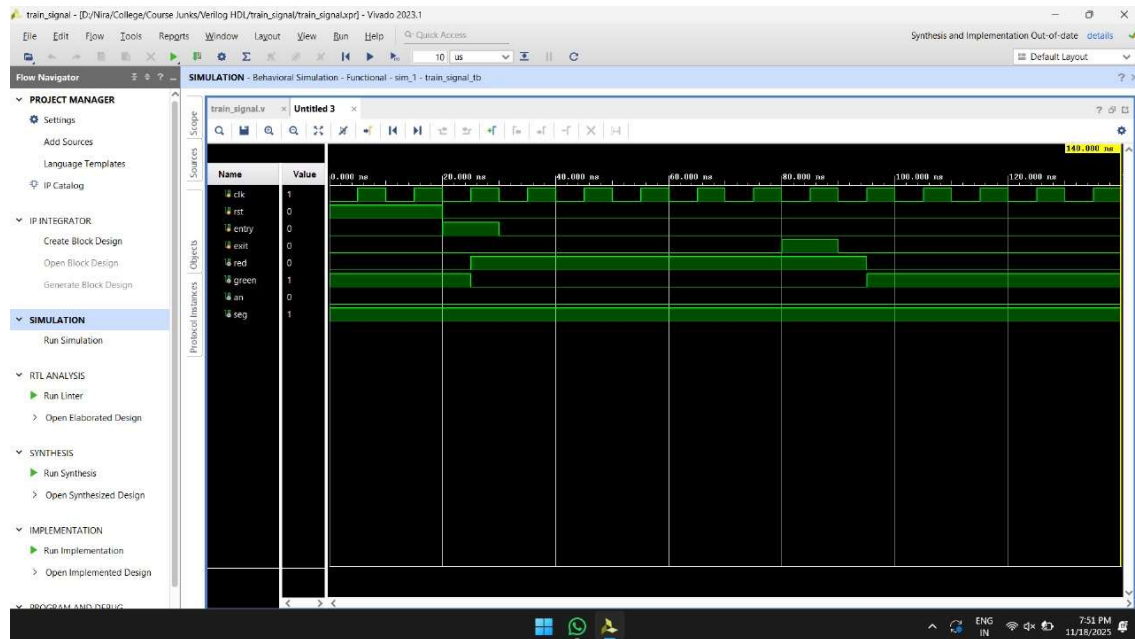 train_signal - [D:/Nira/College/Course Junks/Verilog HDL/train_signal/train_signal.xpr] - Vivado 2023.1
File Edit Flow Tools Reports Window Layout View Run Help Q- Quick Access
Synthesis and Implementation Out-of-date details
10 us
Default Layout
Flow Navigator
SIMULATION - Behavioral Simulation - Functional - sim_1 - train_signal_tb
PROJECT MANAGER
Settings
Add Sources
Language Templates
IP Catalog
IP INTEGRATOR
Create Block Design
Open Block Design
Generate Block Design
SIMULATION
Run Simulation
RTL ANALYSIS
Run Linter
Open Elaborated Design
SYNTHESIS
Run Synthesis
Open Synthesized Design
IMPLEMENTATION
Run Implementation
Open Implemented Design
PROGRAM AND DEBUG
Scope
Sources
Objects
Protocol Instances
train_signal.v Untitled 3
140.000 ns
Name Value
0.000 ns 20.000 ns 40.000 ns 60.000 ns 80.000 ns 100.000 ns 120.000 ns
clk 1
rst 0
entry 0
exit 0
red 0
green 1
an 0
seg 1
ENG
IN
7:51 PM
11/18/2025